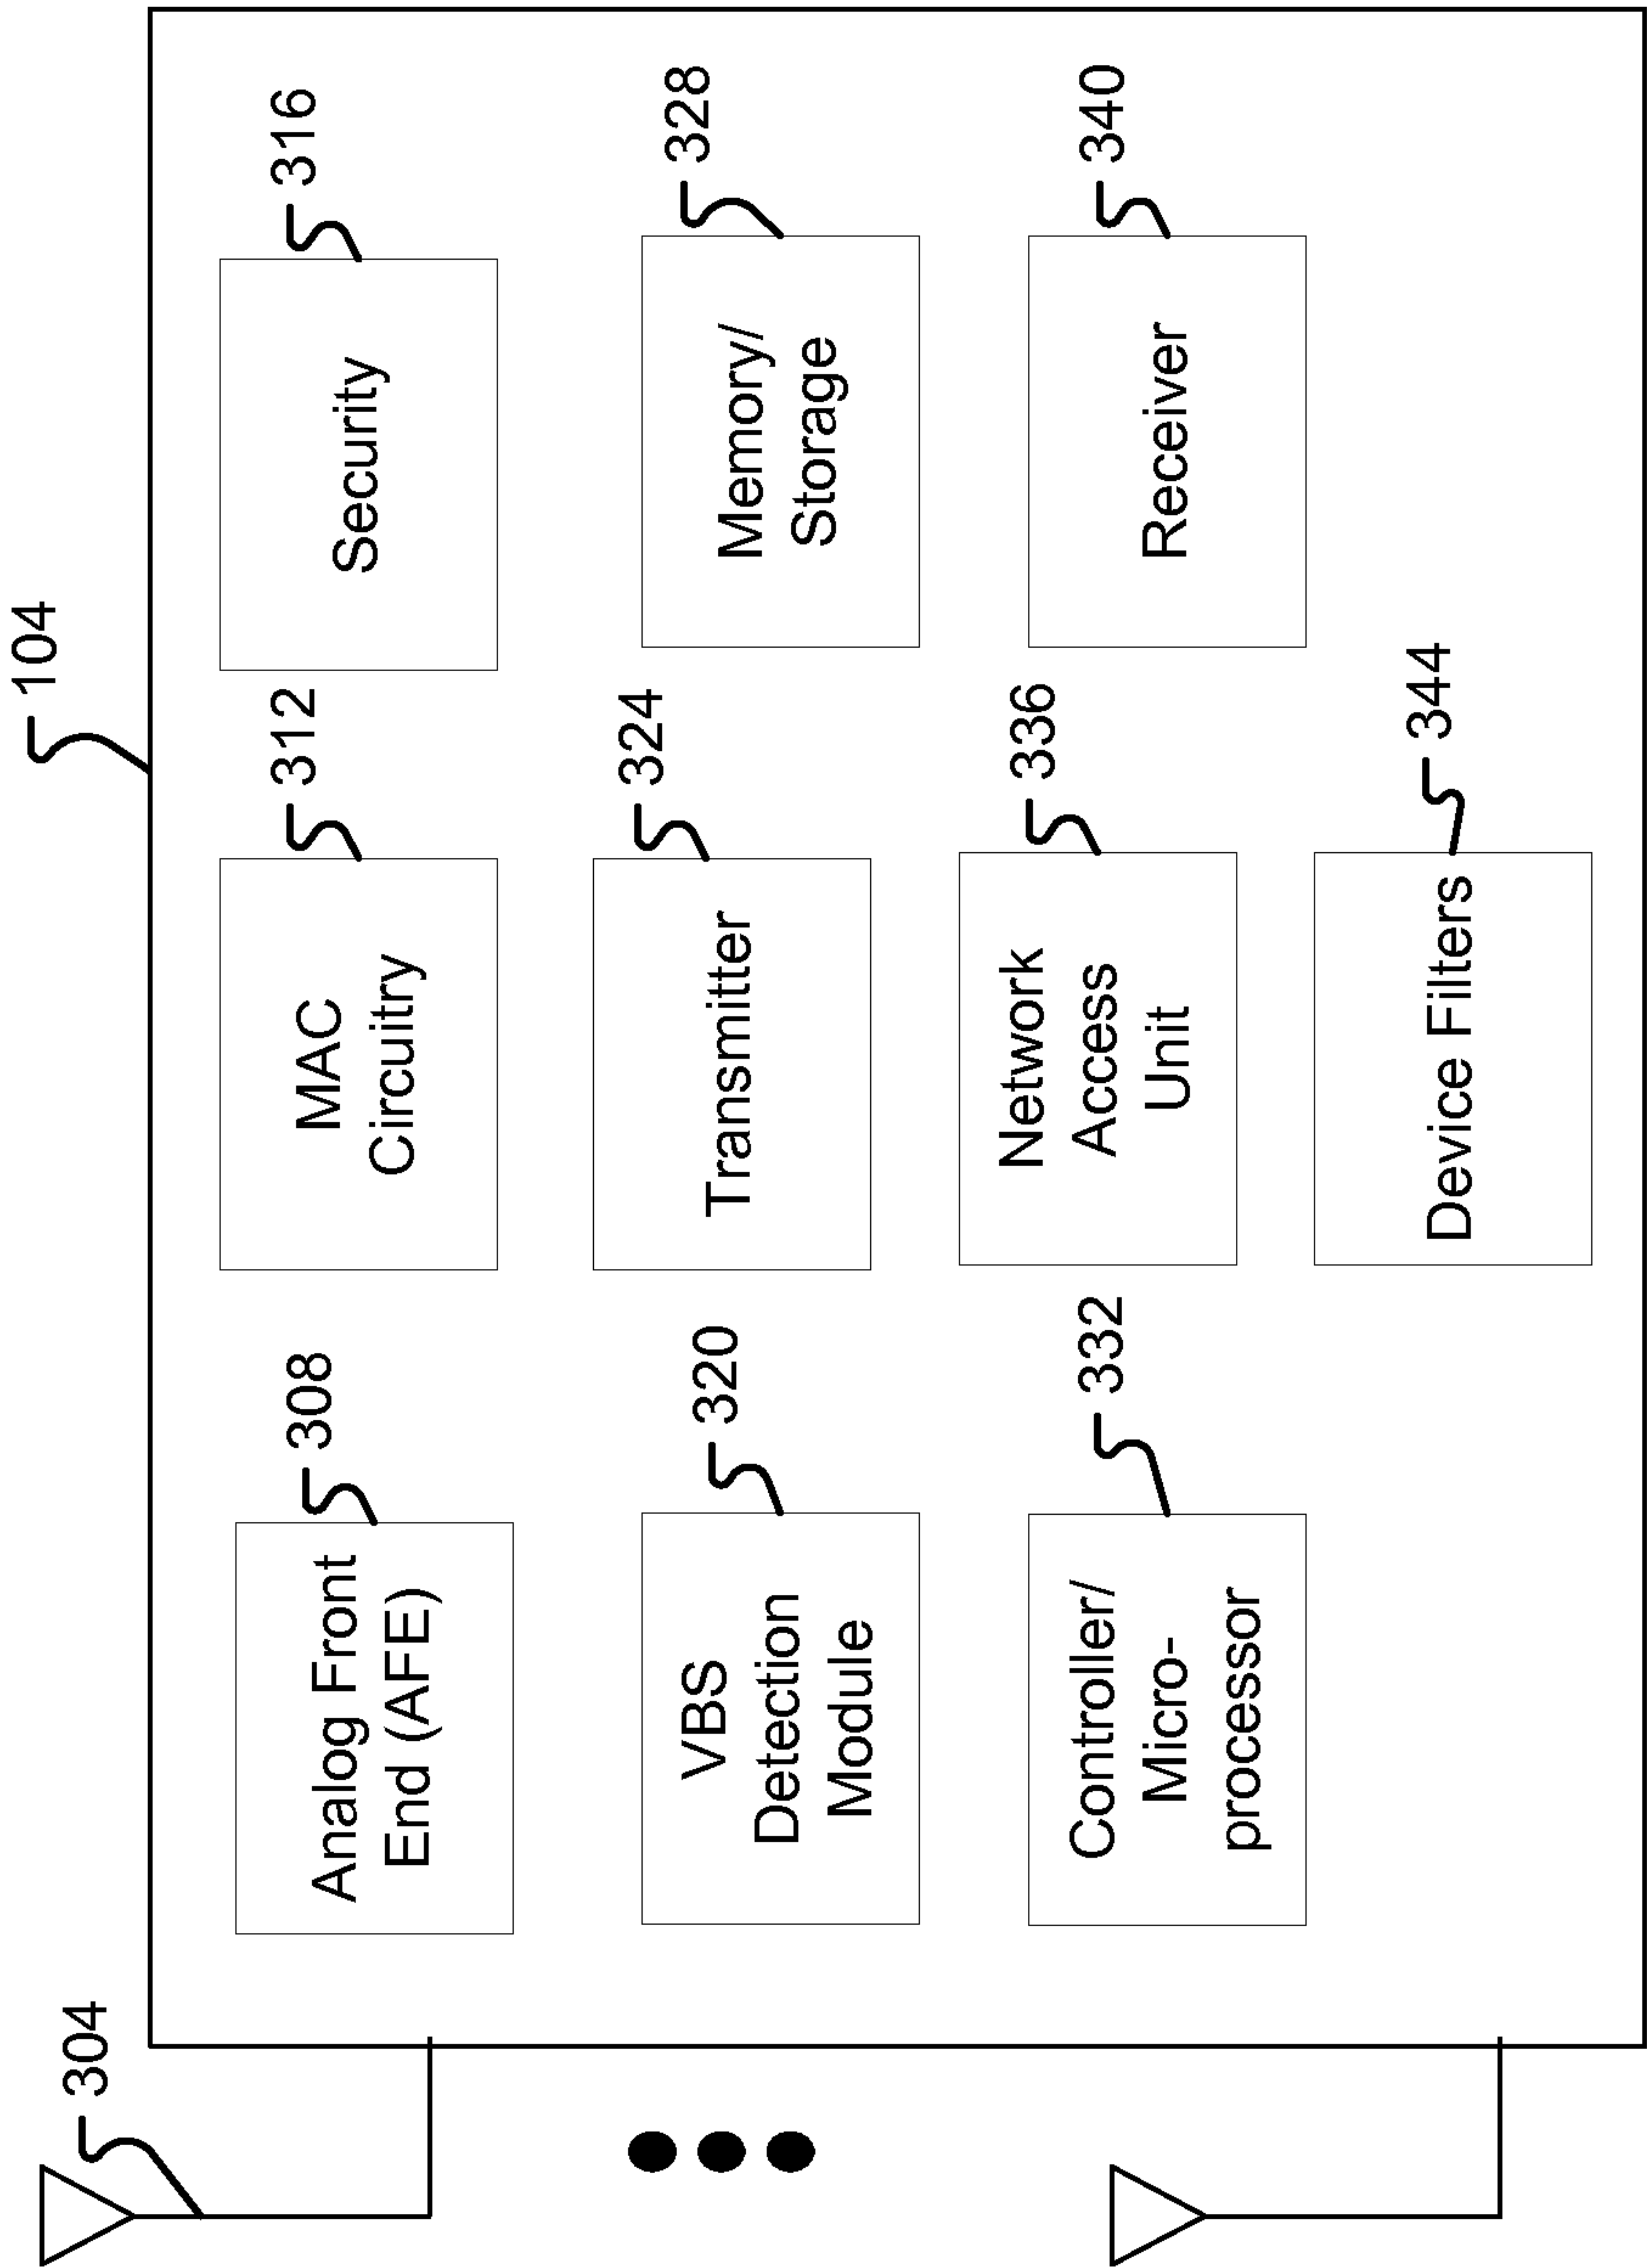 104
304
308
Analog Front
End (AFE)
312
MAC
Circuitry
316
Security
320
VBS
Detection
Module
324
Transmitter
328
Memory/
Storage
332
Controller/
Micro-
processor
336
Network
Access
Unit
340
Receiver
344
Device Filters